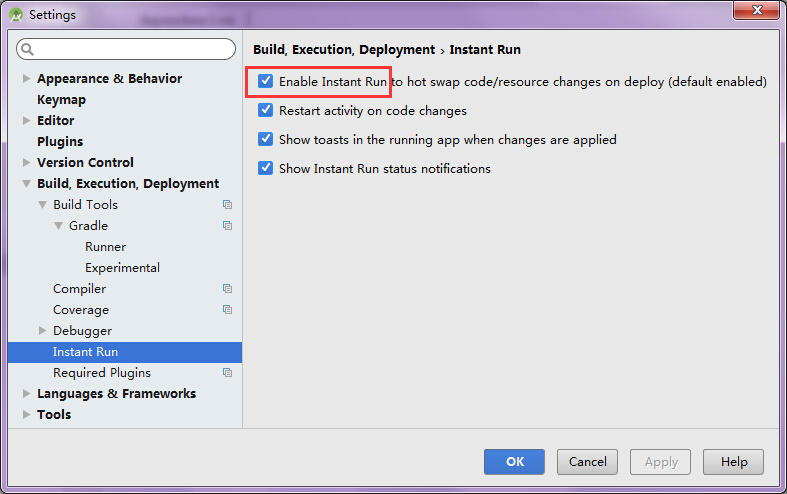 Settings
Appearance & Behavior
Keymap
Editor
Plugins
Version Control
Build, Execution, Deployment
Build Tools
Gradle
Runner
Experimental
Compiler
Coverage
Debugger
Instant Run
Required Plugins
Languages & Frameworks
Tools
Build, Execution, Deployment › Instant Run
Enable Instant Run to hot swap code/resource changes on deploy (default enabled)
Restart activity on code changes
Show toasts in the running app when changes are applied
Show Instant Run status notifications
OK Cancel Apply Help